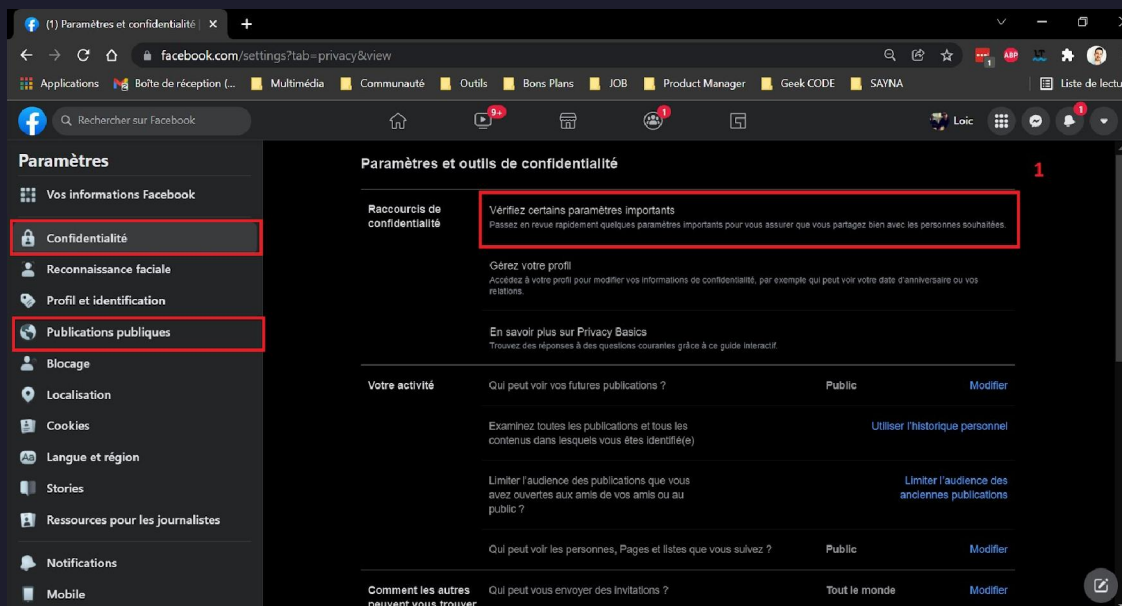 (1) Paramètres et confidentialité |
facebook.com/settings?tab=privacy&view
ABP
LT
1
Applications
Boîte de réception (...
Multimédia
Communauté
Outils
Bons Plans
JOB
Product Manager
Geek CODE
SAYNA
Liste de lectu
Rechercher sur Facebook
9+
1
Loic
1
Paramètres
Vos informations Facebook
Confidentialité
Reconnaissance faciale
Profil et identification
Publications publiques
Blocage
Localisation
Cookies
Aa Langue et région
Stories
Ressources pour les journalistes
Notifications
Mobile
Paramètres et outils de confidentialité
1
Raccourcis de
confidentialité
Vérifiez certains paramètres importants
Passez en revue rapidement quelques paramètres importants pour vous assurer que vous partagez bien avec les personnes souhaitées.
Gérez votre profil
Accédez à votre profil pour modifier vos informations de confidentialité, par exemple qui peut voir votre date d'anniversaire ou vos
relations.
En savoir plus sur Privacy Basics
Trouvez des réponses à des questions courantes grâce à ce guide interactif.
Votre activité
Qui peut voir vos futures publications ?
Public
Modifier
Examinez toutes les publications et tous les
contenus dans lesquels vous êtes identifié(e)
Utiliser l'historique personnel
Limiter l'audience des publications que vous
avez ouvertes aux amis de vos amis ou au
public ?
Limiter l'audience des
anciennes publications
Qui peut voir les personnes, Pages et listes que vous suivez ?
Public
Modifier
Comment les autres
peuvent vous trouver
Qui peut vous envoyer des invitations ?
Tout le monde
Modifier